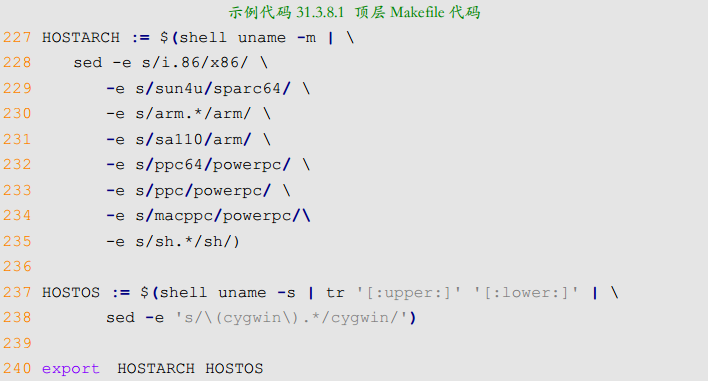 示例代码 31.3.8.1 顶层 Makefile 代码
227 HOSTARCH := $(shell uname -m | \
228 sed -e s/i.86/x86/ \
229 -e s/sun4u/sparc64/ \
230 -e s/arm.*/arm/ \
231 -e s/sa110/arm/ \
232 -e s/ppc64/powerpc/ \
233 -e s/ppc/powerpc/ \
234 -e s/macppc/powerpc/\
235 -e s/sh.*/sh/)
236
237 HOSTOS := $(shell uname -s | tr '[:upper:]' '[:lower:]' | \
238 sed -e 's/\(cygwin\).*/cygwin/')
239
240 export HOSTARCH HOSTOS